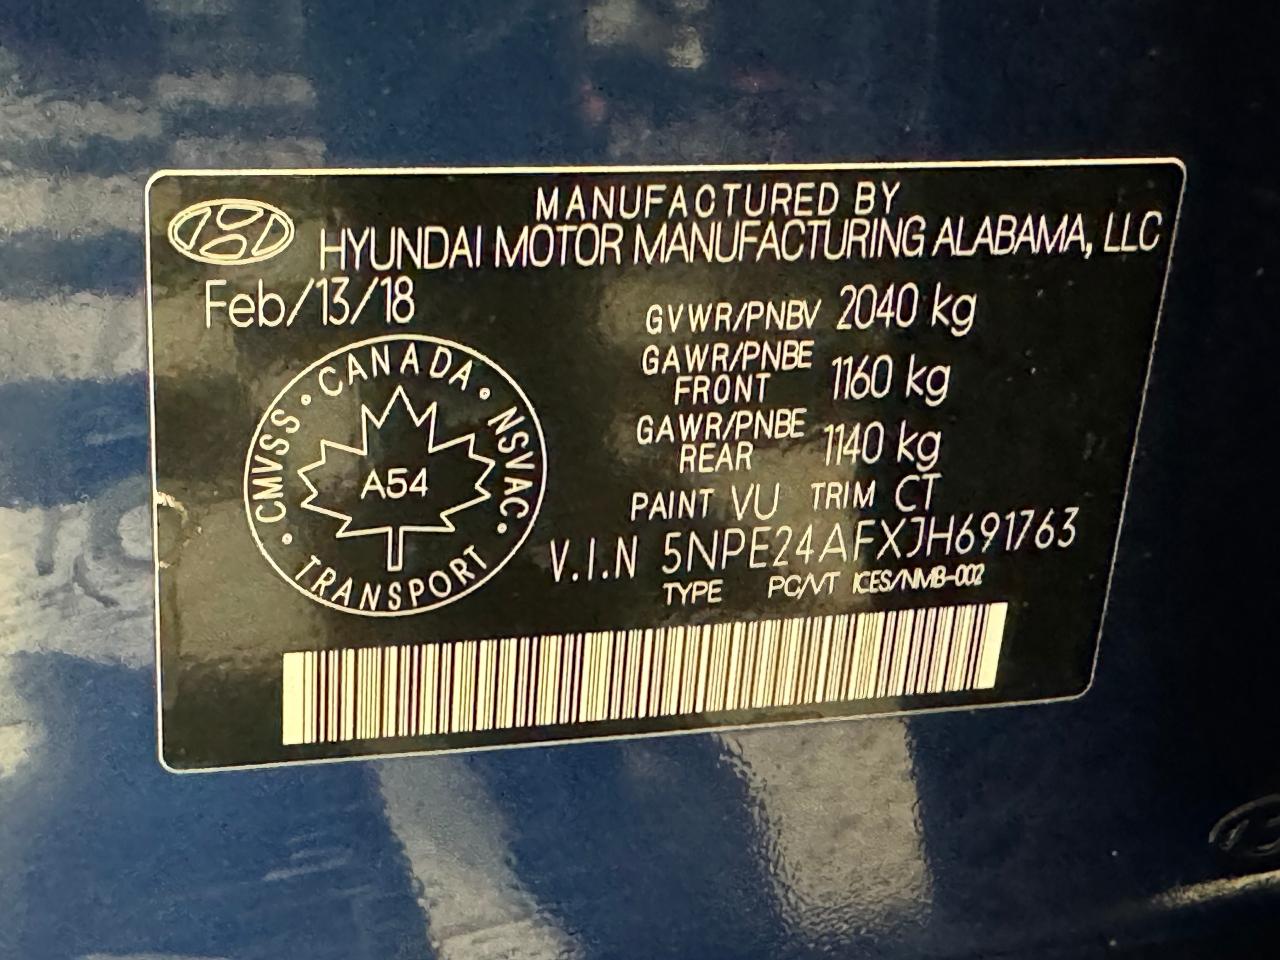 MANUFACTURED BY
HYUNDAI MOTOR MANUFACTURING ALABAMA, LLC
Feb/13/18
GVWR/PNBV 2040 kg
GAWR/PNBE FRONT 1160 kg
GAWR/PNBE REAR 1140 kg
PAINT VU TRIM CT
V.I.N 5NPE24AFXJH691763
TYPE PC/VT ICES/NMB-002
CMVSS • CANADA • NSVAC • TRANSPORT •
A54